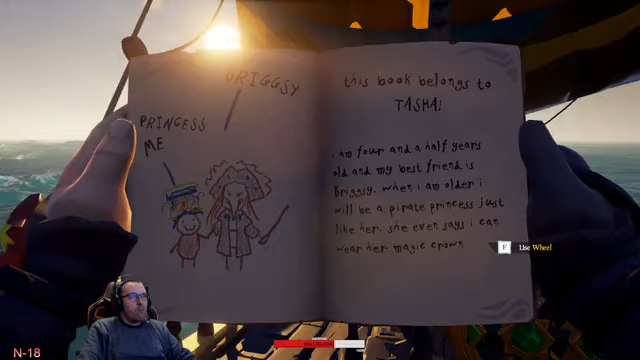 BRIGGSY
PRINCESS
ME
this book belongs to
TASHA!
i am four and a half years
old and my best friend is
Briggsy. when i am older i
will be a pirate princess just
like her. she even says i can
wear her magic crown
F Use Wheel
N-18